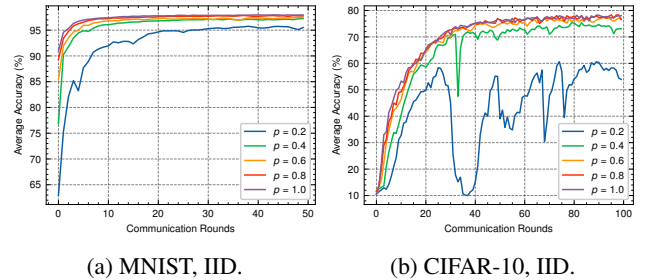 95
90
85
80
75
70
65
Average Accuracy (%)
p = 0.2
p = 0.4
p = 0.6
p = 0.8
p = 1.0
0 10 20 30 40 50
Communication Rounds
(a) MNIST, IID.
80
70
60
50
40
30
20
10
Average Accuracy (%)
p = 0.2
p = 0.4
p = 0.6
p = 0.8
p = 1.0
0 20 40 60 80 100
Communication Rounds
(b) CIFAR-10, IID.